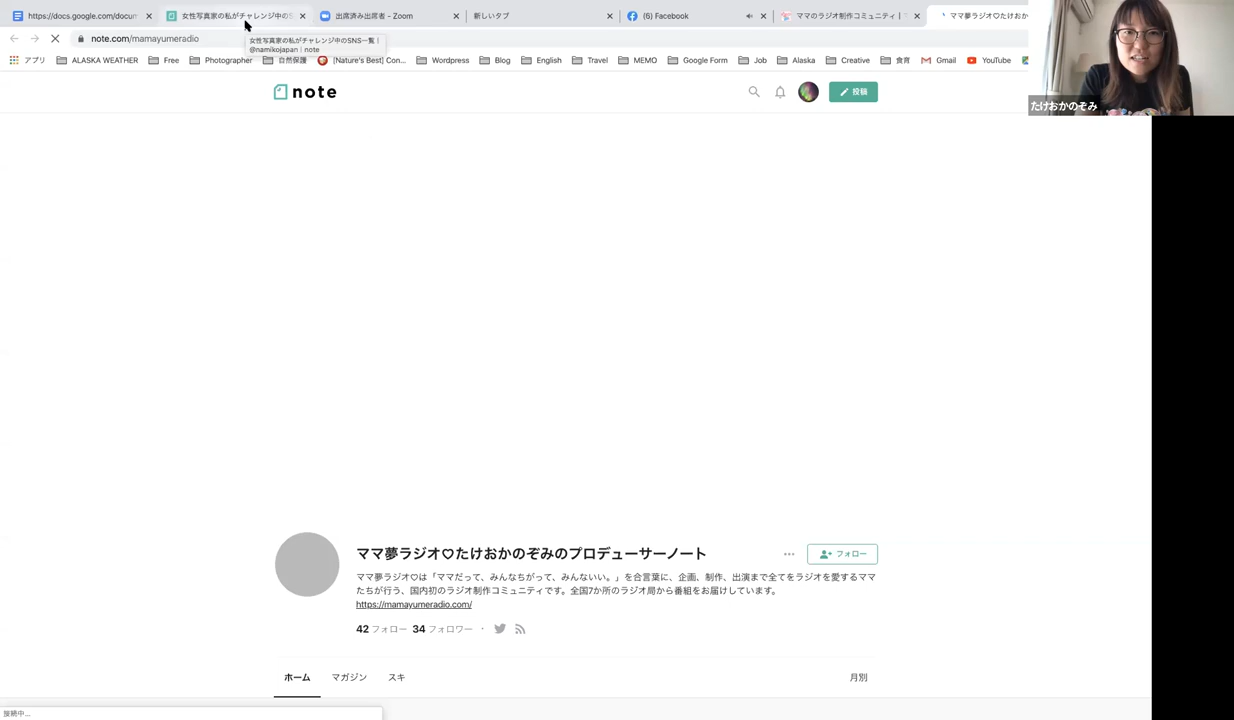 https://docs.google.com/docum
女性写真家の私がチャレンジ中のS
出席済み出席者 - Zoom
新しいタブ
(6) Facebook
ママのラジオ制作コミュニティ |
ママ夢ラジオ♡たけおか
note.com/mamayumeradio
女性写真家の私がチャレンジ中のSNS一覧 |
@namikojapan | note
アプリ
ALASKA WEATHER
Free
Photographer
自然保護
[Nature's Best] Con...
Wordpress
Blog
English
Travel
MEMO
Google Form
Job
Alaska
Creative
食育
Gmail
YouTube
たけおかのぞみ
note
投稿
ママ夢ラジオ♡たけおかのぞみのプロデューサーノート
フォロー
ママ夢ラジオ♡は「ママだって、みんなちがって、みんないい。」を合言葉に、企画、制作、出演まで全てをラジオを愛するママ
たちが行う、国内初のラジオ制作コミュニティです。全国7か所のラジオ局から番組をお届けしています。
https://mamayumeradio.com/
42 フォロー 34 フォロワー
ホーム
マガジン
スキ
月別
接続中...